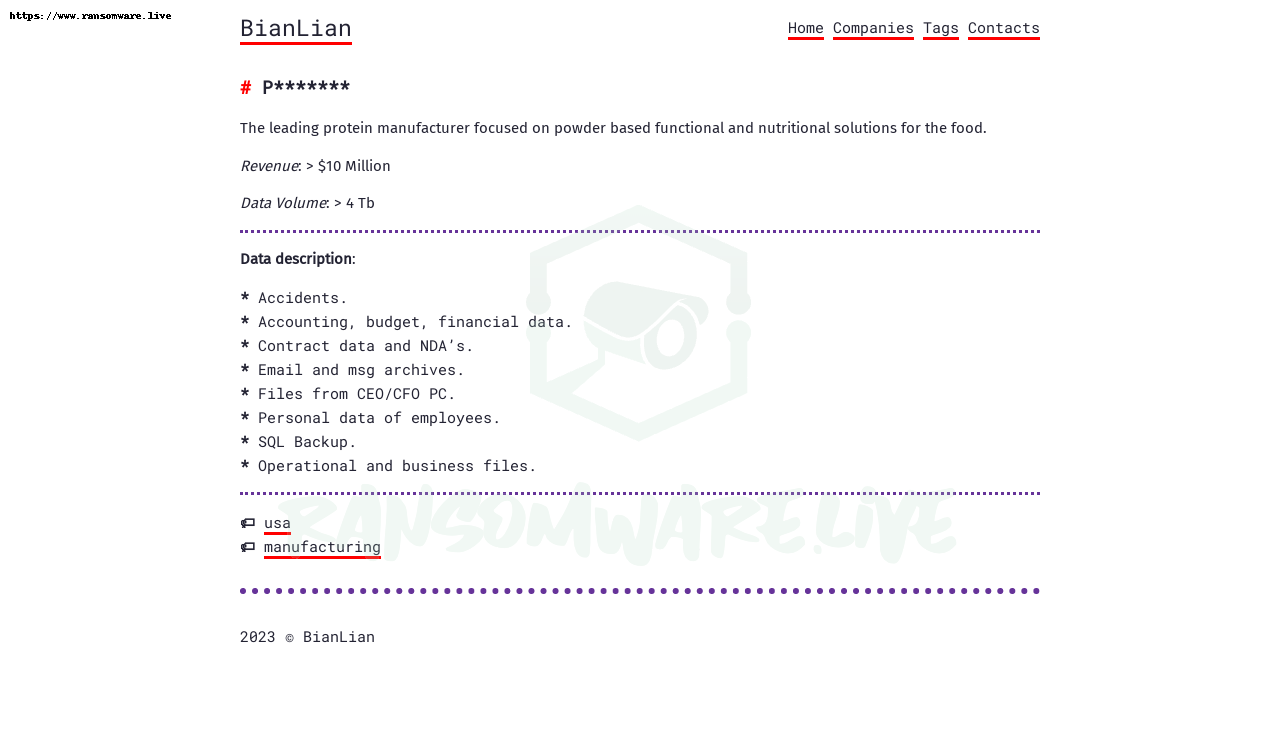 https://www.ransomware.live
BianLian
Home Companies Tags Contacts
# P*******
The leading protein manufacturer focused on powder based functional and nutritional solutions for the food.
Revenue: > $10 Million
Data Volume: > 4 Tb
Data description:
* Accidents.
* Accounting, budget, financial data.
* Contract data and NDA’s.
* Email and msg archives.
* Files from CEO/CFO PC.
* Personal data of employees.
* SQL Backup.
* Operational and business files.
RANSOMWARE.LIVE
usa
manufacturing
2023 © BianLian